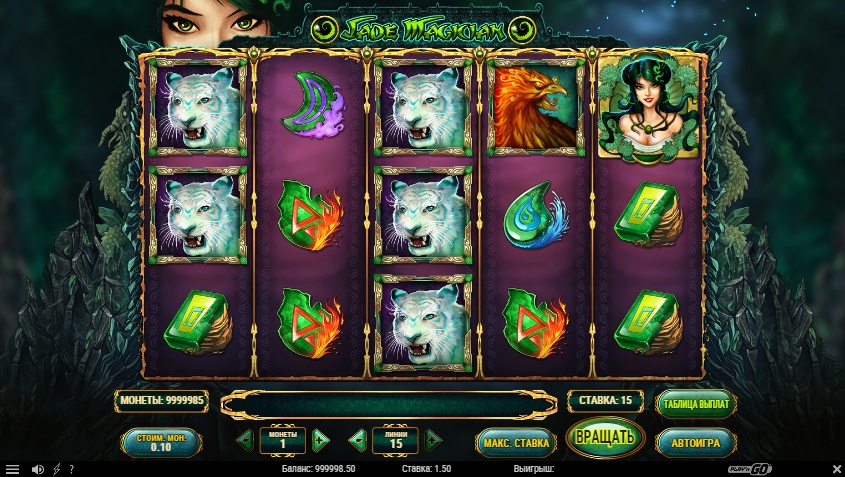 JADE MAGICIAN
МОНЕТЫ: 9999985
СТАВКА: 15
ТАБЛИЦА ВЫПЛАТ
СТОИМ. МОН.
0.10
МОНЕТЫ
1
ЛИНИИ
15
МАКС. СТАВКА
ВРАЩАТЬ
АВТОИГРА
?
Баланс: 999998.50
Ставка: 1.50
Выигрыш:
PLAY'N GO